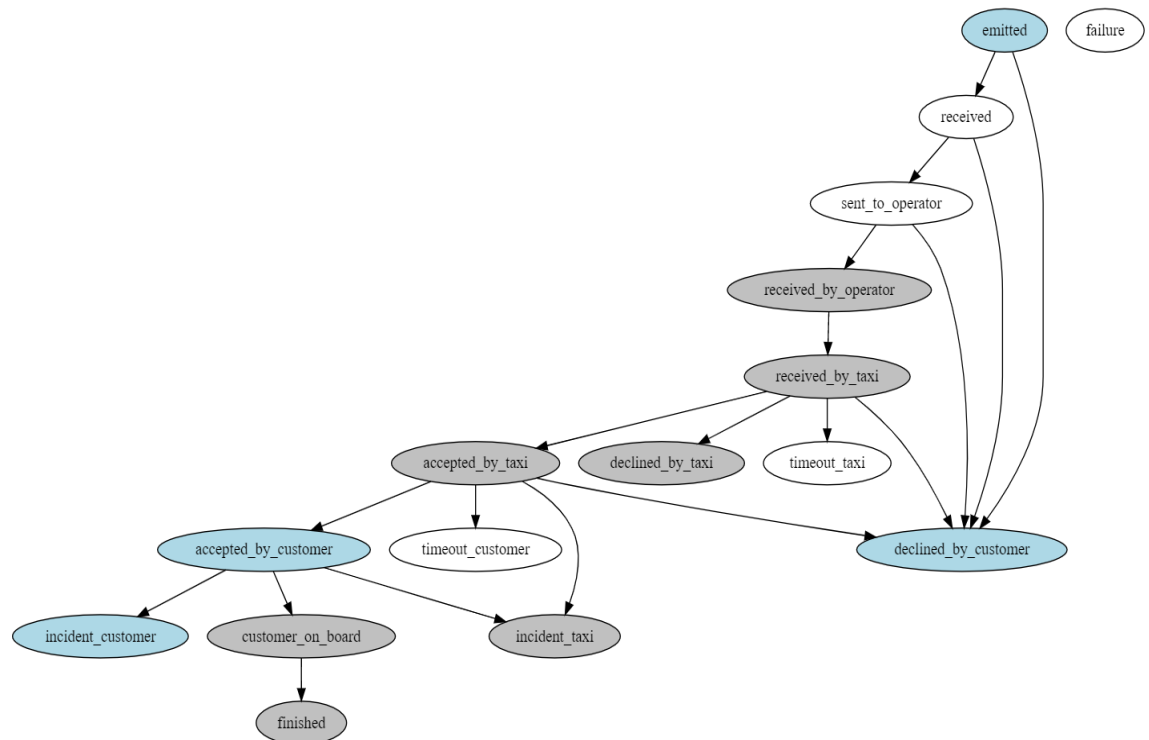 emitted
failure
received
sent_to_operator
received_by_operator
received_by_taxi
accepted_by_taxi
declined_by_taxi
timeout_taxi
accepted_by_customer
timeout_customer
declined_by_customer
incident_customer
customer_on_board
incident_taxi
finished